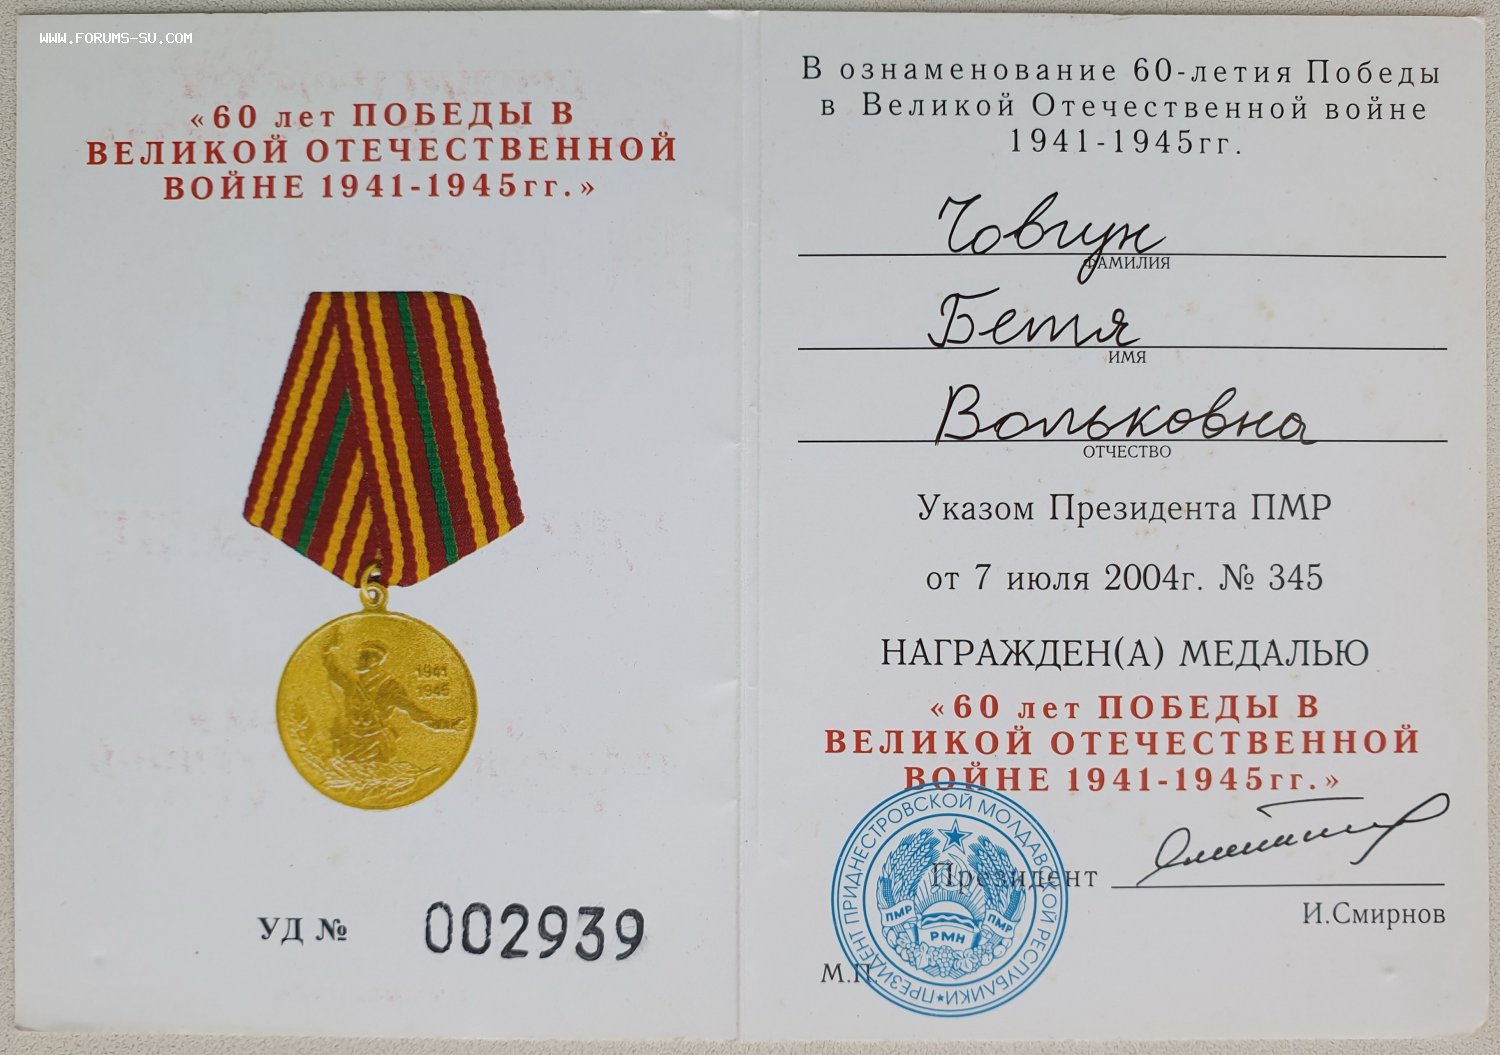 WWW.FORUMS-SU.COM
«60 лет ПОБЕДЫ В
ВЕЛИКОЙ ОТЕЧЕСТВЕННОЙ
ВОЙНЕ 1941-1945гг.»
1941
1945
УД № 002939
В ознаменование 60-летия Победы
в Великой Отечественной войне
1941-1945гг.
Човгун
ФАМИЛИЯ
Бетя
ИМЯ
Вольковна
ОТЧЕСТВО
Указом Президента ПМР
от 7 июля 2004г. № 345
НАГРАЖДЕН(А) МЕДАЛЬЮ
«60 лет ПОБЕДЫ В
ВЕЛИКОЙ ОТЕЧЕСТВЕННОЙ
ВОЙНЕ 1941-1945гг.»
Президент
И.Смирнов
М.П.
ПРЕЗИДЕНТ ПРИДНЕСТРОВСКОЙ МОЛДАВСКОЙ РЕСПУБЛИКИ
ПМР РМН ПМР